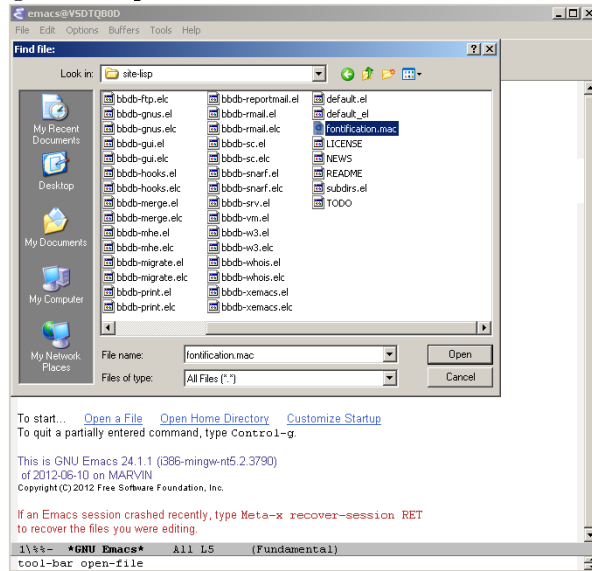 emacs@VSDTQB0D
File Edit Options Buffers Tools Help
Find file:
Look in: site-lisp
My Recent Documents
Desktop
My Documents
My Computer
My Network Places
bbdb-ftp.elc
bbdb-gnus.el
bbdb-gnus.elc
bbdb-gui.el
bbdb-gui.elc
bbdb-hooks.el
bbdb-hooks.elc
bbdb-merge.el
bbdb-merge.elc
bbdb-mhe.el
bbdb-mhe.elc
bbdb-migrate.el
bbdb-migrate.elc
bbdb-print.el
bbdb-print.elc
bbdb-reportmail.el
bbdb-rmail.el
bbdb-rmail.elc
bbdb-sc.el
bbdb-sc.elc
bbdb-snarf.el
bbdb-snarf.elc
bbdb-srv.el
bbdb-vm.el
bbdb-w3.el
bbdb-w3.elc
bbdb-whois.el
bbdb-whois.elc
bbdb-xemacs.el
bbdb-xemacs.elc
default.el
default_el
fontification.mac
LICENSE
NEWS
README
subdirs.el
TODO
File name: fontification.mac Open
Files of type: All Files (*.*) Cancel
To start... Open a File Open Home Directory Customize Startup
To quit a partially entered command, type Control-g.
This is GNU Emacs 24.1.1 (i386-mingw-nt5.2.3790)
of 2012-06-10 on MARVIN
Copyright (C) 2012 Free Software Foundation, Inc.
If an Emacs session crashed recently, type Meta-x recover-session RET
to recover the files you were editing.
1\%%- *GNU Emacs* All L5 (Fundamental)
tool-bar open-file